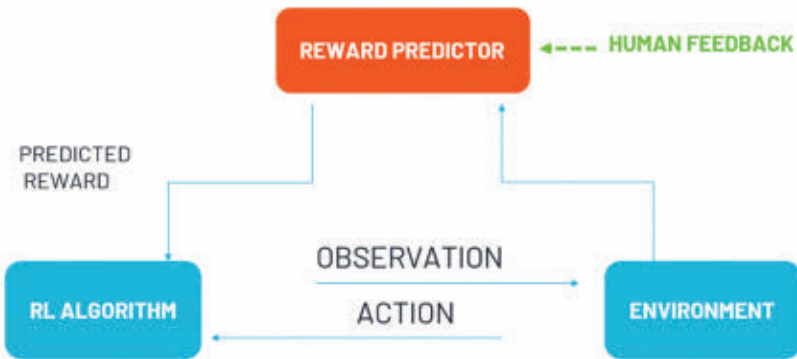 REWARD PREDICTOR
HUMAN FEEDBACK
PREDICTED
REWARD
OBSERVATION
RL ALGORITHM
ACTION
ENVIRONMENT